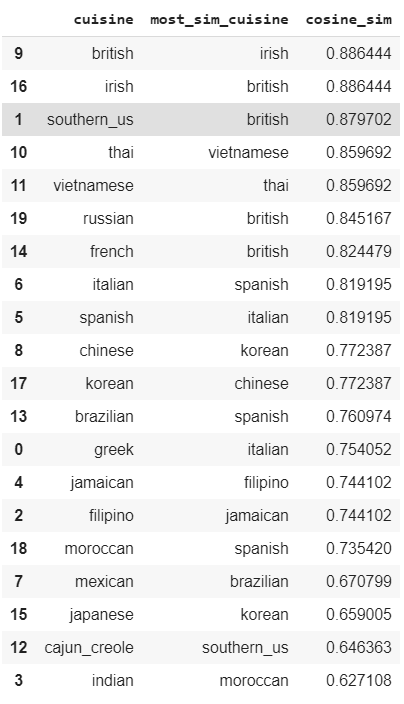 cuisine most_sim_cuisine cosine_sim
9 british irish 0.886444
16 irish british 0.886444
1 southern_us british 0.879702
10 thai vietnamese 0.859692
11 vietnamese thai 0.859692
19 russian british 0.845167
14 french british 0.824479
6 italian spanish 0.819195
5 spanish italian 0.819195
8 chinese korean 0.772387
17 korean chinese 0.772387
13 brazilian spanish 0.760974
0 greek italian 0.754052
4 jamaican filipino 0.744102
2 filipino jamaican 0.744102
18 moroccan spanish 0.735420
7 mexican brazilian 0.670799
15 japanese korean 0.659005
12 cajun_creole southern_us 0.646363
3 indian moroccan 0.627108